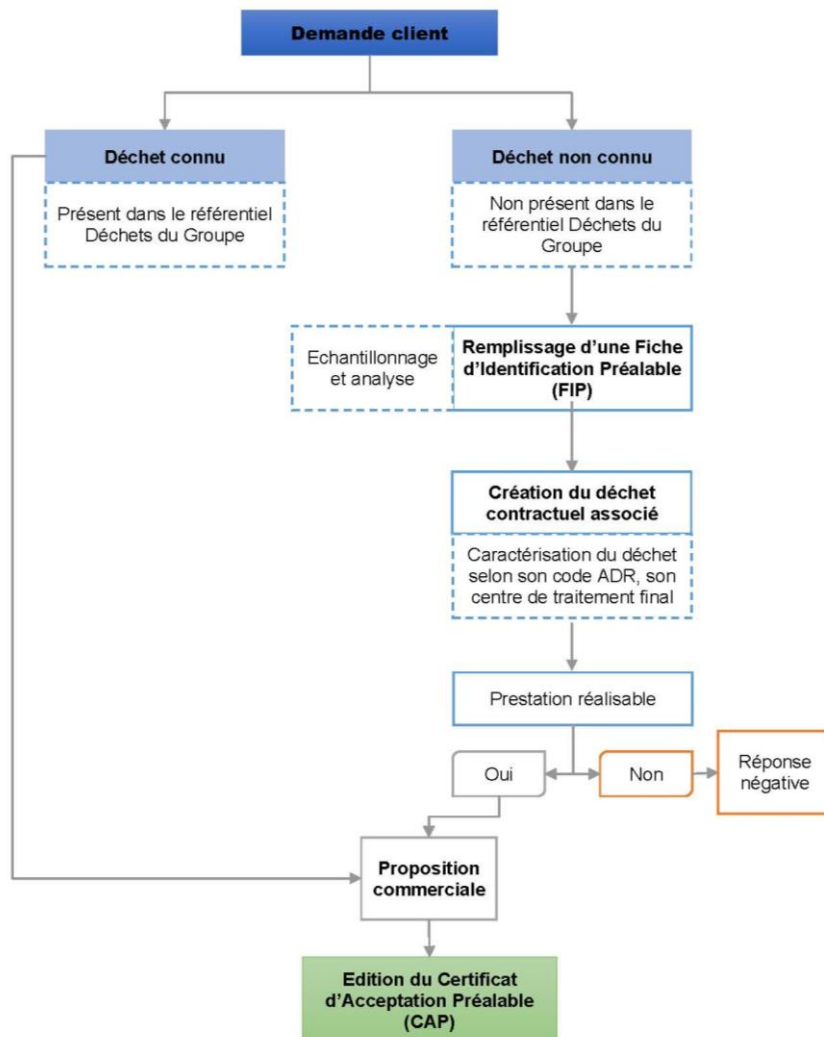 Demande client
Déchet connu
Présent dans le référentiel
Déchets du Groupe
Déchet non connu
Non présent dans le
référentiel Déchets du
Groupe
Echantillonnage
et analyse
Remplissage d’une Fiche
d’Identification Préalable
(FIP)
Création du déchet
contractuel associé
Caractérisation du déchet
selon son code ADR, son
centre de traitement final
Prestation réalisable
Oui
Non
Réponse
négative
Proposition
commerciale
Edition du Certificat
d’Acceptation Préalable
(CAP)